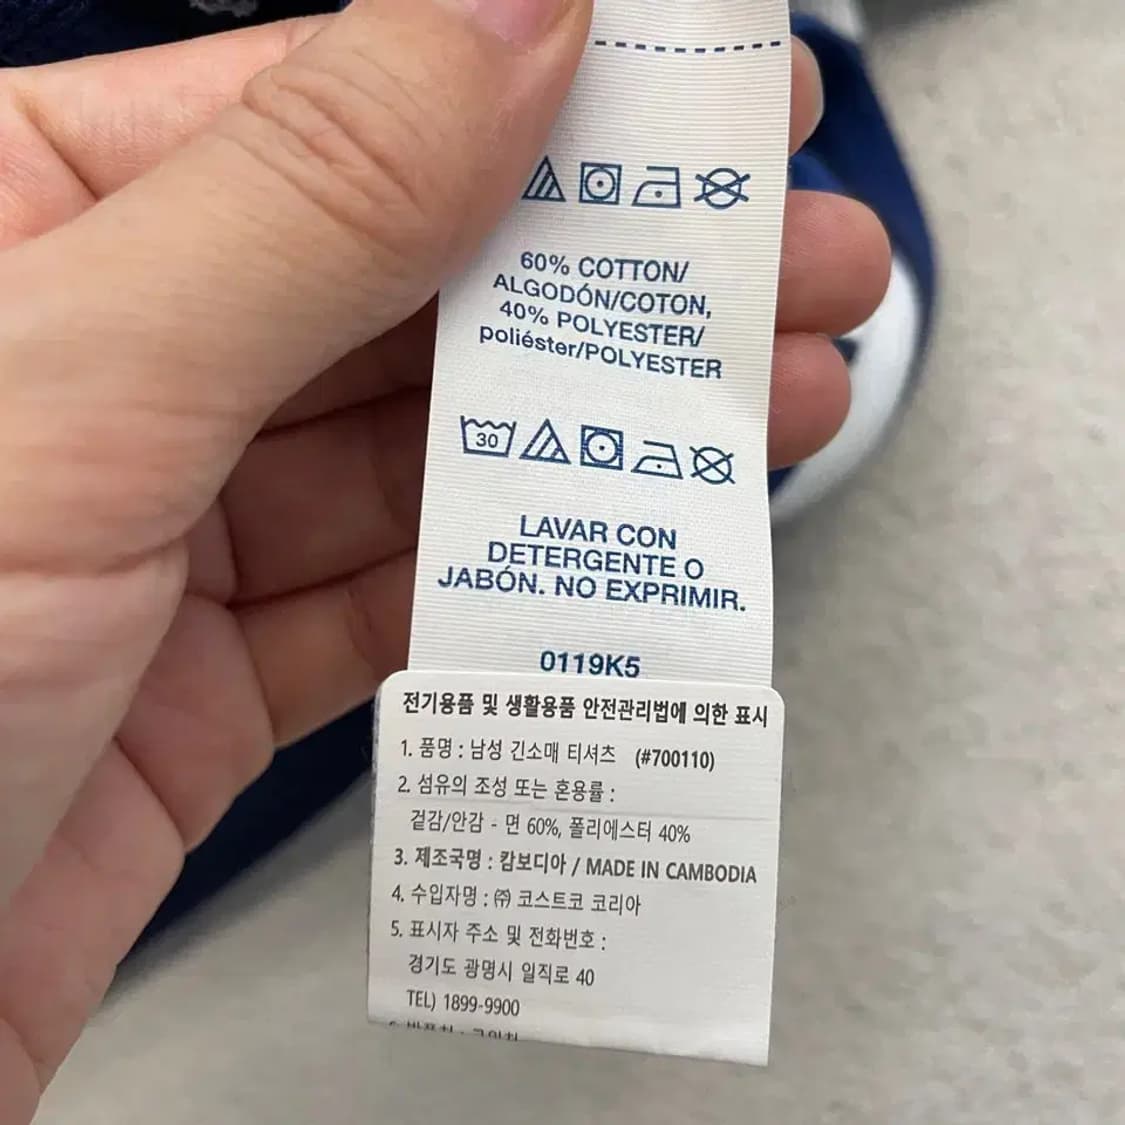 60% COTTON/
ALGODÓN/COTON,
40% POLYESTER/
poliéster/POLYESTER
30
LAVAR CON
DETERGENTE O
JABÓN. NO EXPRIMIR.
0119K5
전기용품 및 생활용품 안전관리법에 의한 표시
1. 품명 : 남성 긴소매 티셔츠 (#700110)
2. 섬유의 조성 또는 혼용률 :
겉감/안감 - 면 60%, 폴리에스터 40%
3. 제조국명 : 캄보디아 / MADE IN CAMBODIA
4. 수입자명 : ㈜ 코스트코 코리아
5. 표시자 주소 및 전화번호 :
경기도 광명시 일직로 40
TEL) 1899-9900